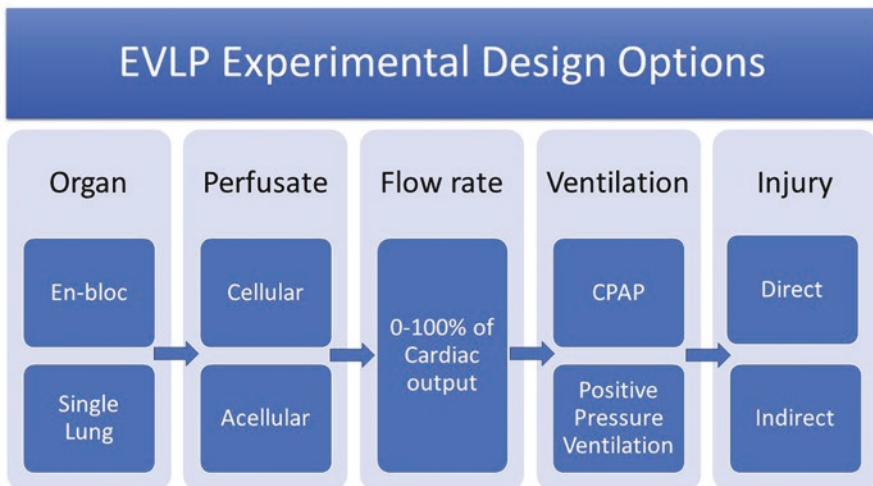 EVLP Experimental Design Options
Organ
En-bloc
Single
Lung
Perfusate
Cellular
Acellular
Flow rate
0-100% of
Cardiac
output
Ventilation
CPAP
Positive
Pressure
Ventilation
Injury
Direct
Indirect